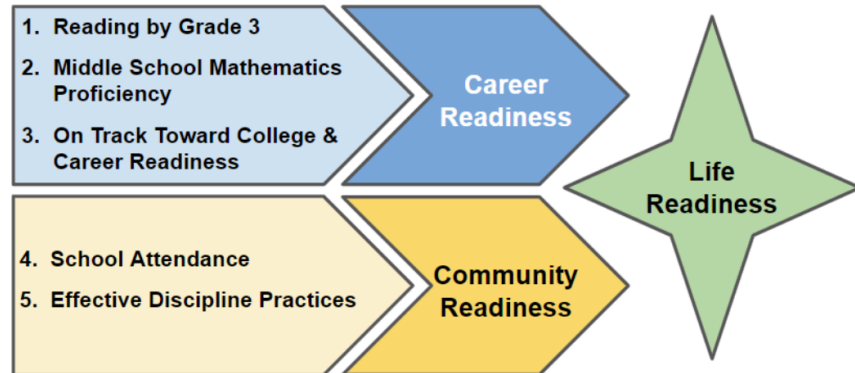 1. Reading by Grade 3
2. Middle School Mathematics
Proficiency
3. On Track Toward College &
Career Readiness
Career
Readiness
4. School Attendance
5. Effective Discipline Practices
Community
Readiness
Life
Readiness